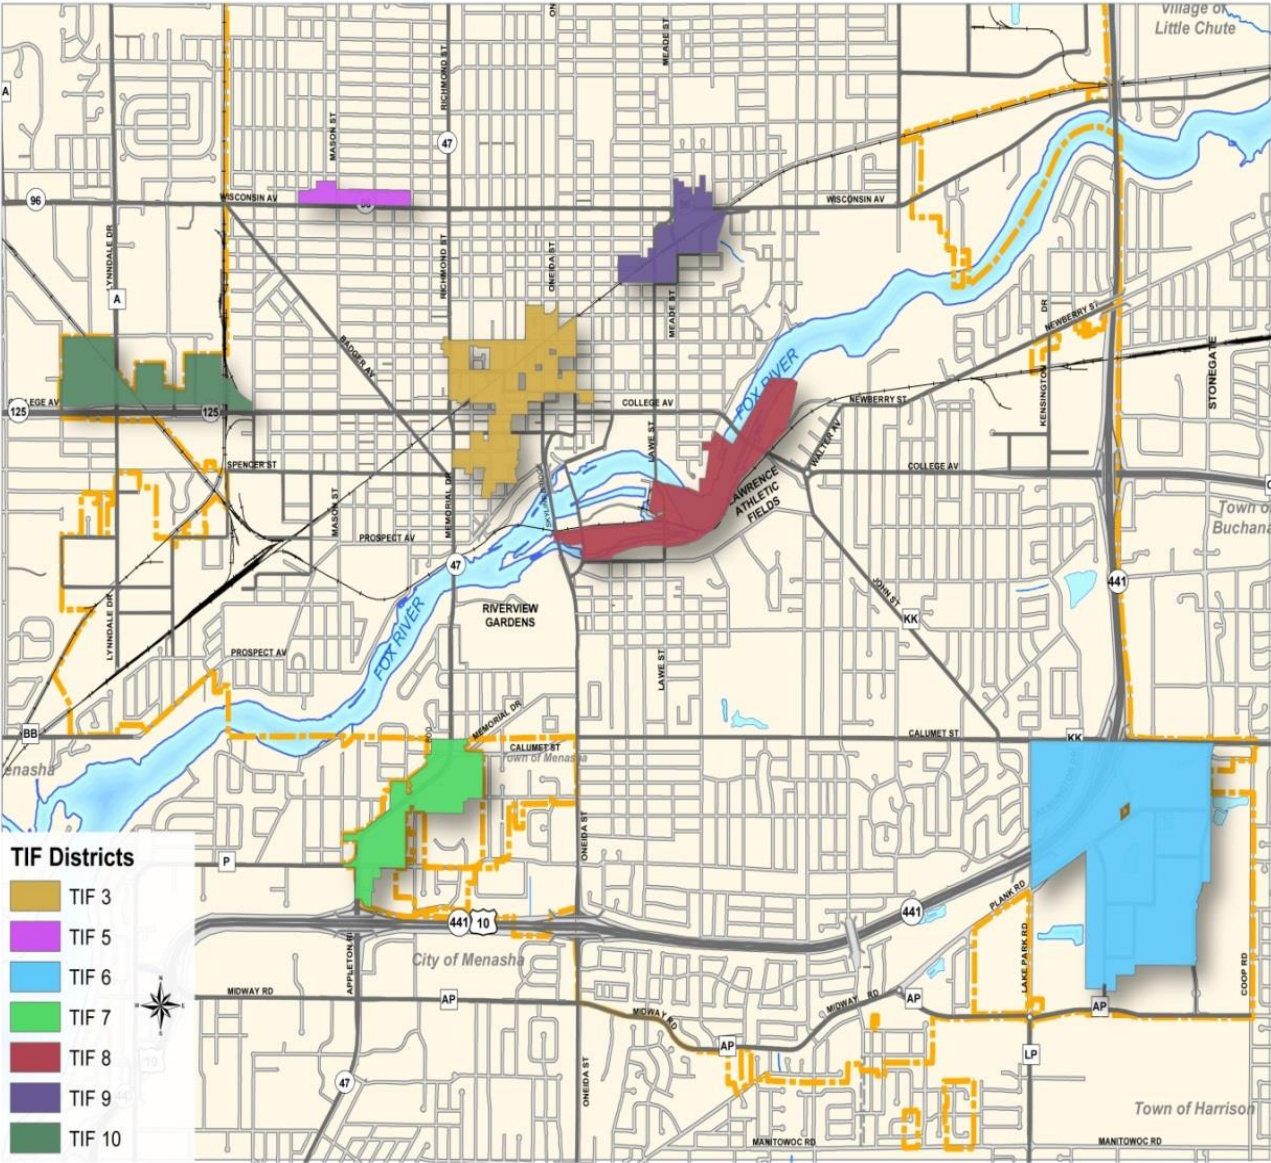 Village of
Little Chute
MEADE ST
RICHMOND ST
MASON ST
A
47
96
WISCONSIN AV
WISCONSIN AV
LYNNDALE DR
RICHMOND ST
ONEIDA ST
MEADE ST
A
BADGER AV
FOX RIVER
DR
NEWBERRY ST
KENSINGTON
STONEGATE
125
125
COLLEGE AV
NEWBERRY ST
LAWE ST
WALTER AV
SPENCER ST
COLLEGE AV
MASON ST
MEMORIAL DR
LAWRENCE
ATHLETIC
FIELDS
Town of
Buchana
PROSPECT AV
47
441
LYNNDALE DR
FOX RIVER
RIVERVIEW
GARDENS
JOHN ST
KK
PROSPECT AV
LAWE ST
MEMORIAL DR
BB
CALUMET ST
CALUMET ST
KK
Town of Menasha
enasha
ONEIDA ST
TIF Districts
TIF 3
TIF 5
TIF 6
TIF 7
TIF 8
TIF 9
TIF 10
P
441
10
441
PLANK RD
LAKE PARK RD
COOP RD
City of Menasha
MIDWAY RD
AP
MIDWAY RD
MIDWAY RD
AP
AP
AP
LP
47
ONEIDA ST
Town of Harrison
MANITOWOC RD
MANITOWOC RD